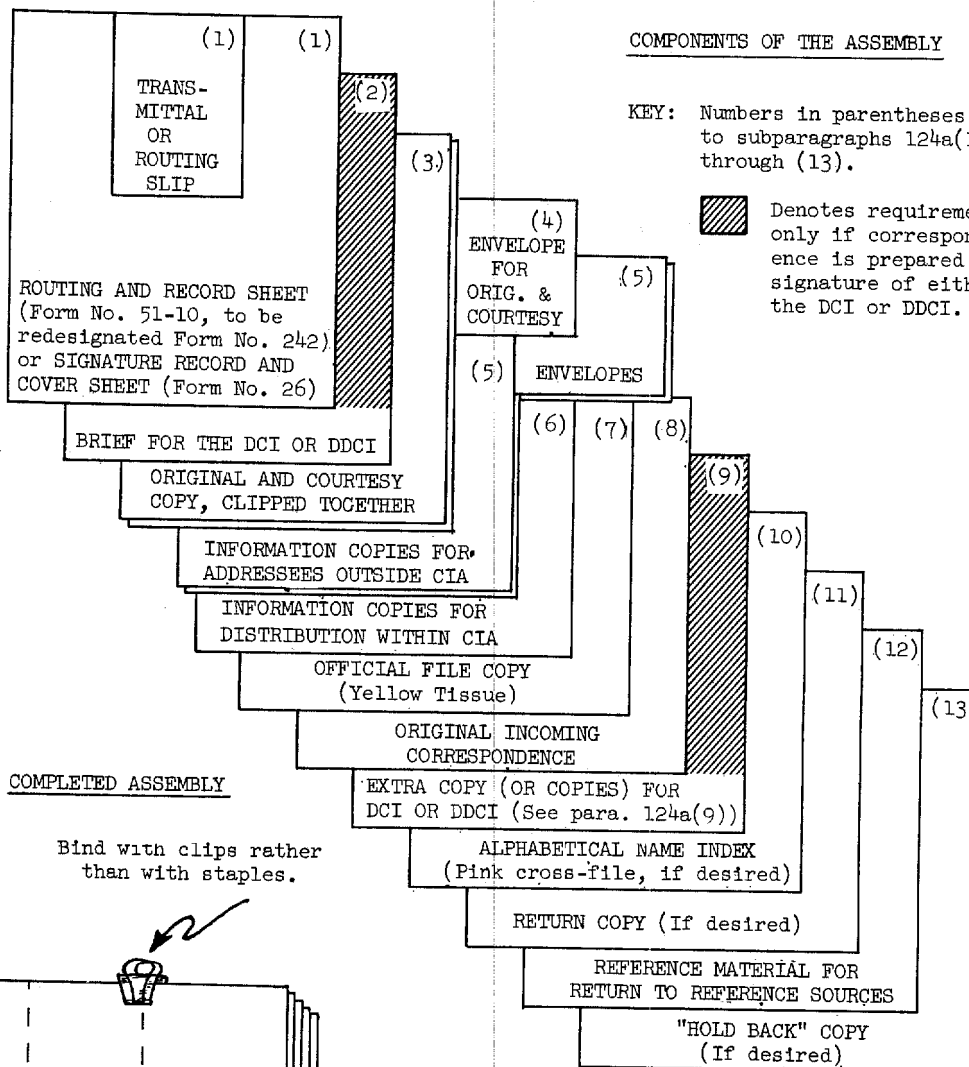 COMPONENTS OF THE ASSEMBLY
KEY: Numbers in parentheses
to subparagraphs 124a(1
through (13).
Denotes requireme
only if correspon
ence is prepared
signature of eith
the DCI or DDCI.
(1) (1)
TRANS-
MITTAL
OR
ROUTING
SLIP
ROUTING AND RECORD SHEET
(Form No. 51-10, to be
redesignated Form No. 242)
or SIGNATURE RECORD AND
COVER SHEET (Form No. 26)
(2)
BRIEF FOR THE DCI OR DDCI
(3)
ORIGINAL AND COURTESY
COPY, CLIPPED TOGETHER
(4)
ENVELOPE
FOR
ORIG. &
COURTESY
(5)
ENVELOPES
(5)
INFORMATION COPIES FOR
ADDRESSEES OUTSIDE CIA
(6)
INFORMATION COPIES FOR
DISTRIBUTION WITHIN CIA
(7)
OFFICIAL FILE COPY
(Yellow Tissue)
(8)
ORIGINAL INCOMING
CORRESPONDENCE
(9)
EXTRA COPY (OR COPIES) FOR
DCI OR DDCI (See para. 124a(9))
(10)
ALPHABETICAL NAME INDEX
(Pink cross-file, if desired)
(11)
RETURN COPY (If desired)
(12)
REFERENCE MATERIAL FOR
RETURN TO REFERENCE SOURCES
(13
"HOLD BACK" COPY
(If desired)
COMPLETED ASSEMBLY
Bind with clips rather
than with staples.